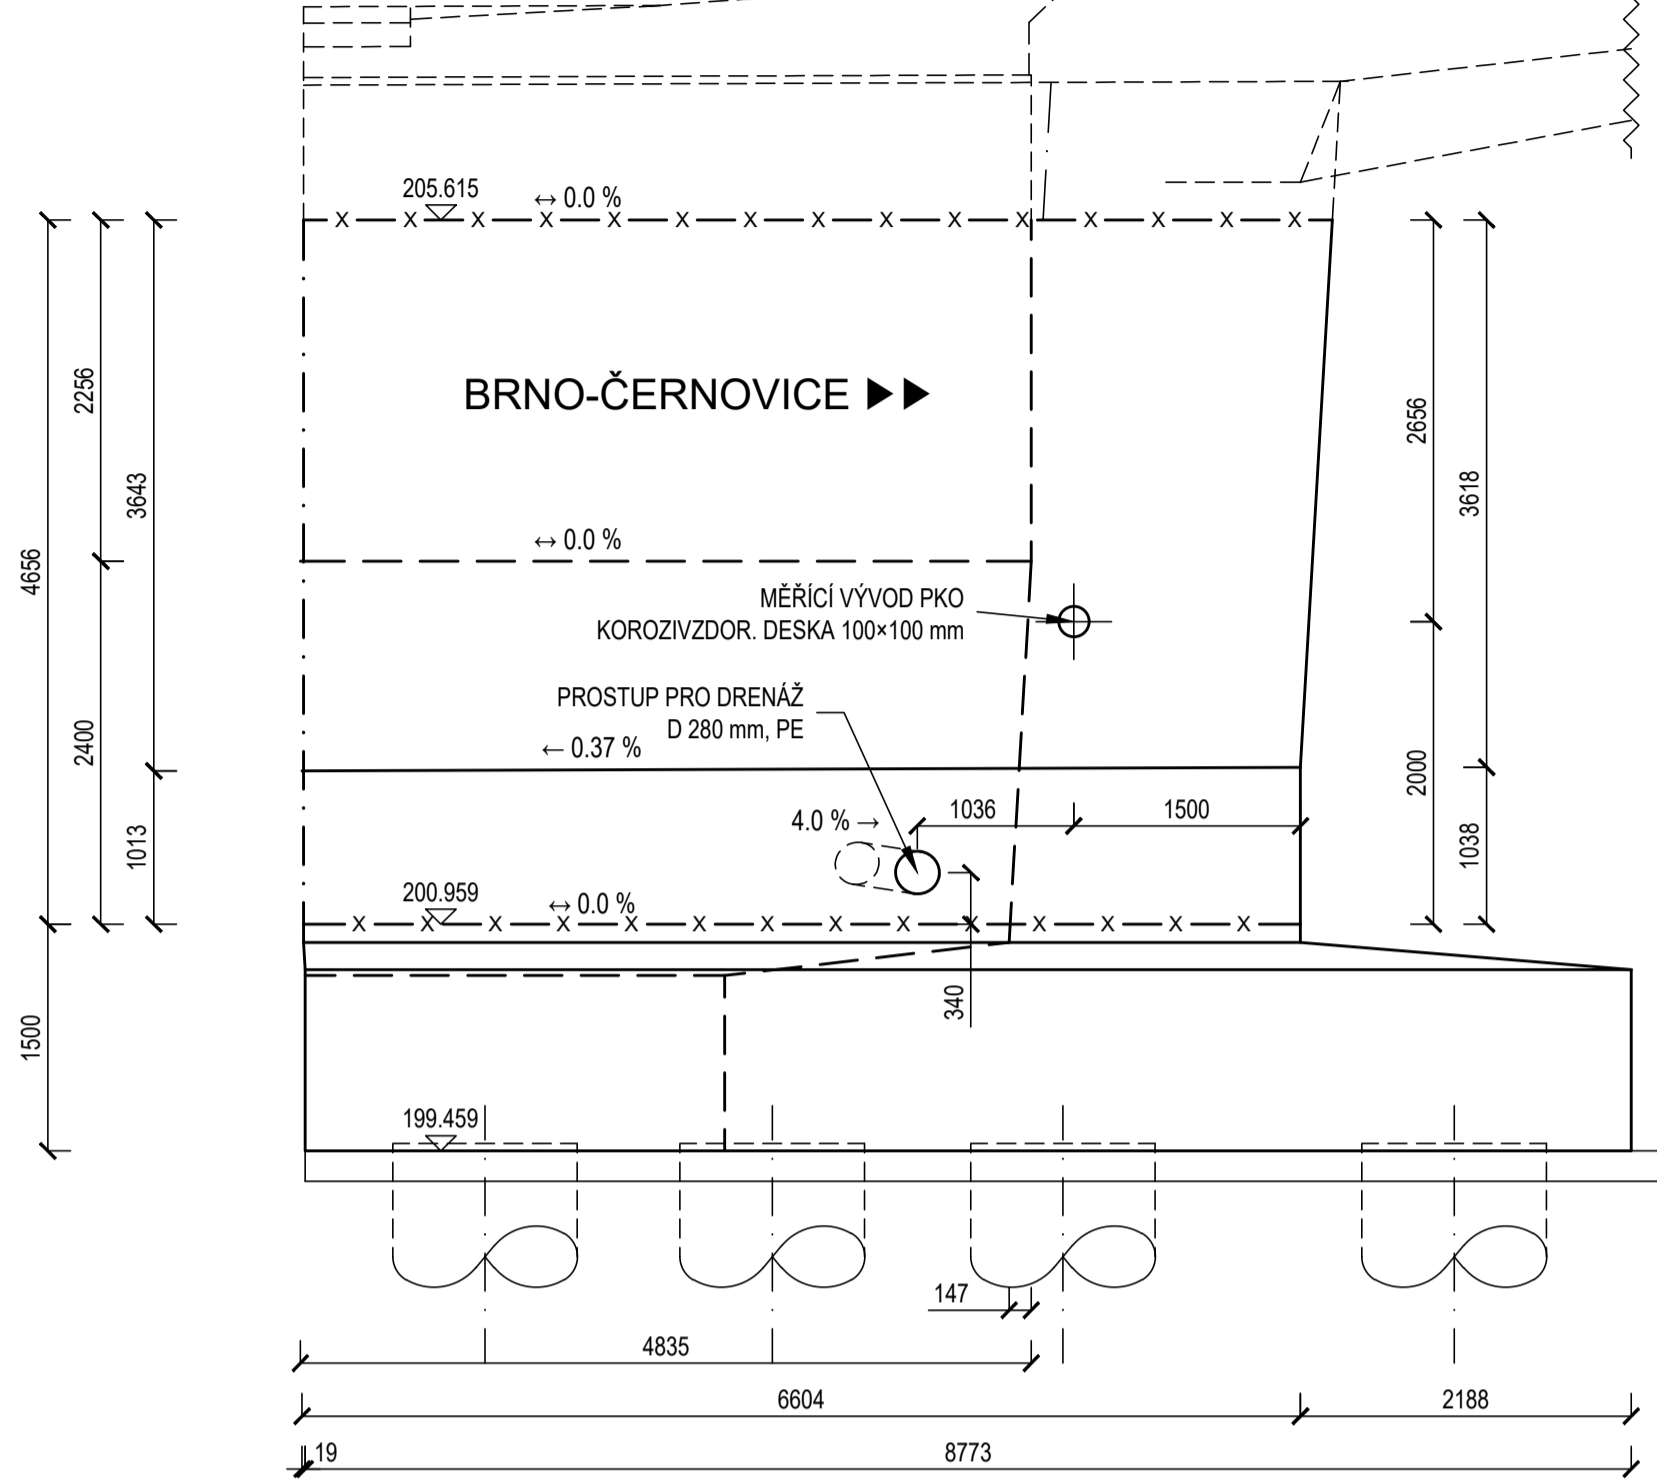 205.615
↔ 0.0 %
X X X X X X X X X X X X X X X
BRNO-ČERNOVICE ►►
4656
2256
3643
2656
3618
↔ 0.0 %
MĚŘÍCÍ VÝVOD PKO
KOROZIVZDOR. DESKA 100×100 mm
PROSTUP PRO DRENÁŽ
D 280 mm, PE
← 0.37 %
2400
2000
1013
1038
4.0 % →
1036
1500
200.959
↔ 0.0 %
X X X X X X X X X X X X X X
340
1500
199.459
147
4835
6604
2188
19
8773